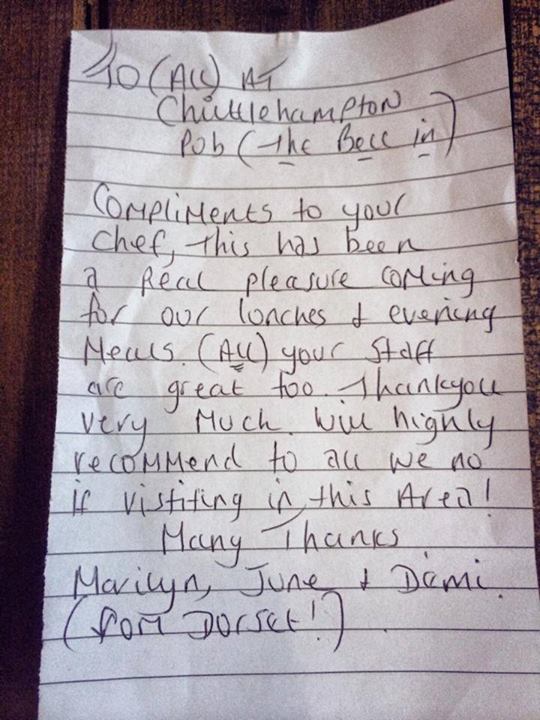 To (All) At
Chittlehampton
Pub (The Bell in)
Compliments to your
Chef, this has been
a Real pleasure coming
for our lonches & evening
Meals. (All) your Staff
are great too. Thankyou
very Much. Will highly
recommend to all we no
if vistiting in this Area!
Many Thanks
Marilyn, June & Demi.
(from Dorset!)